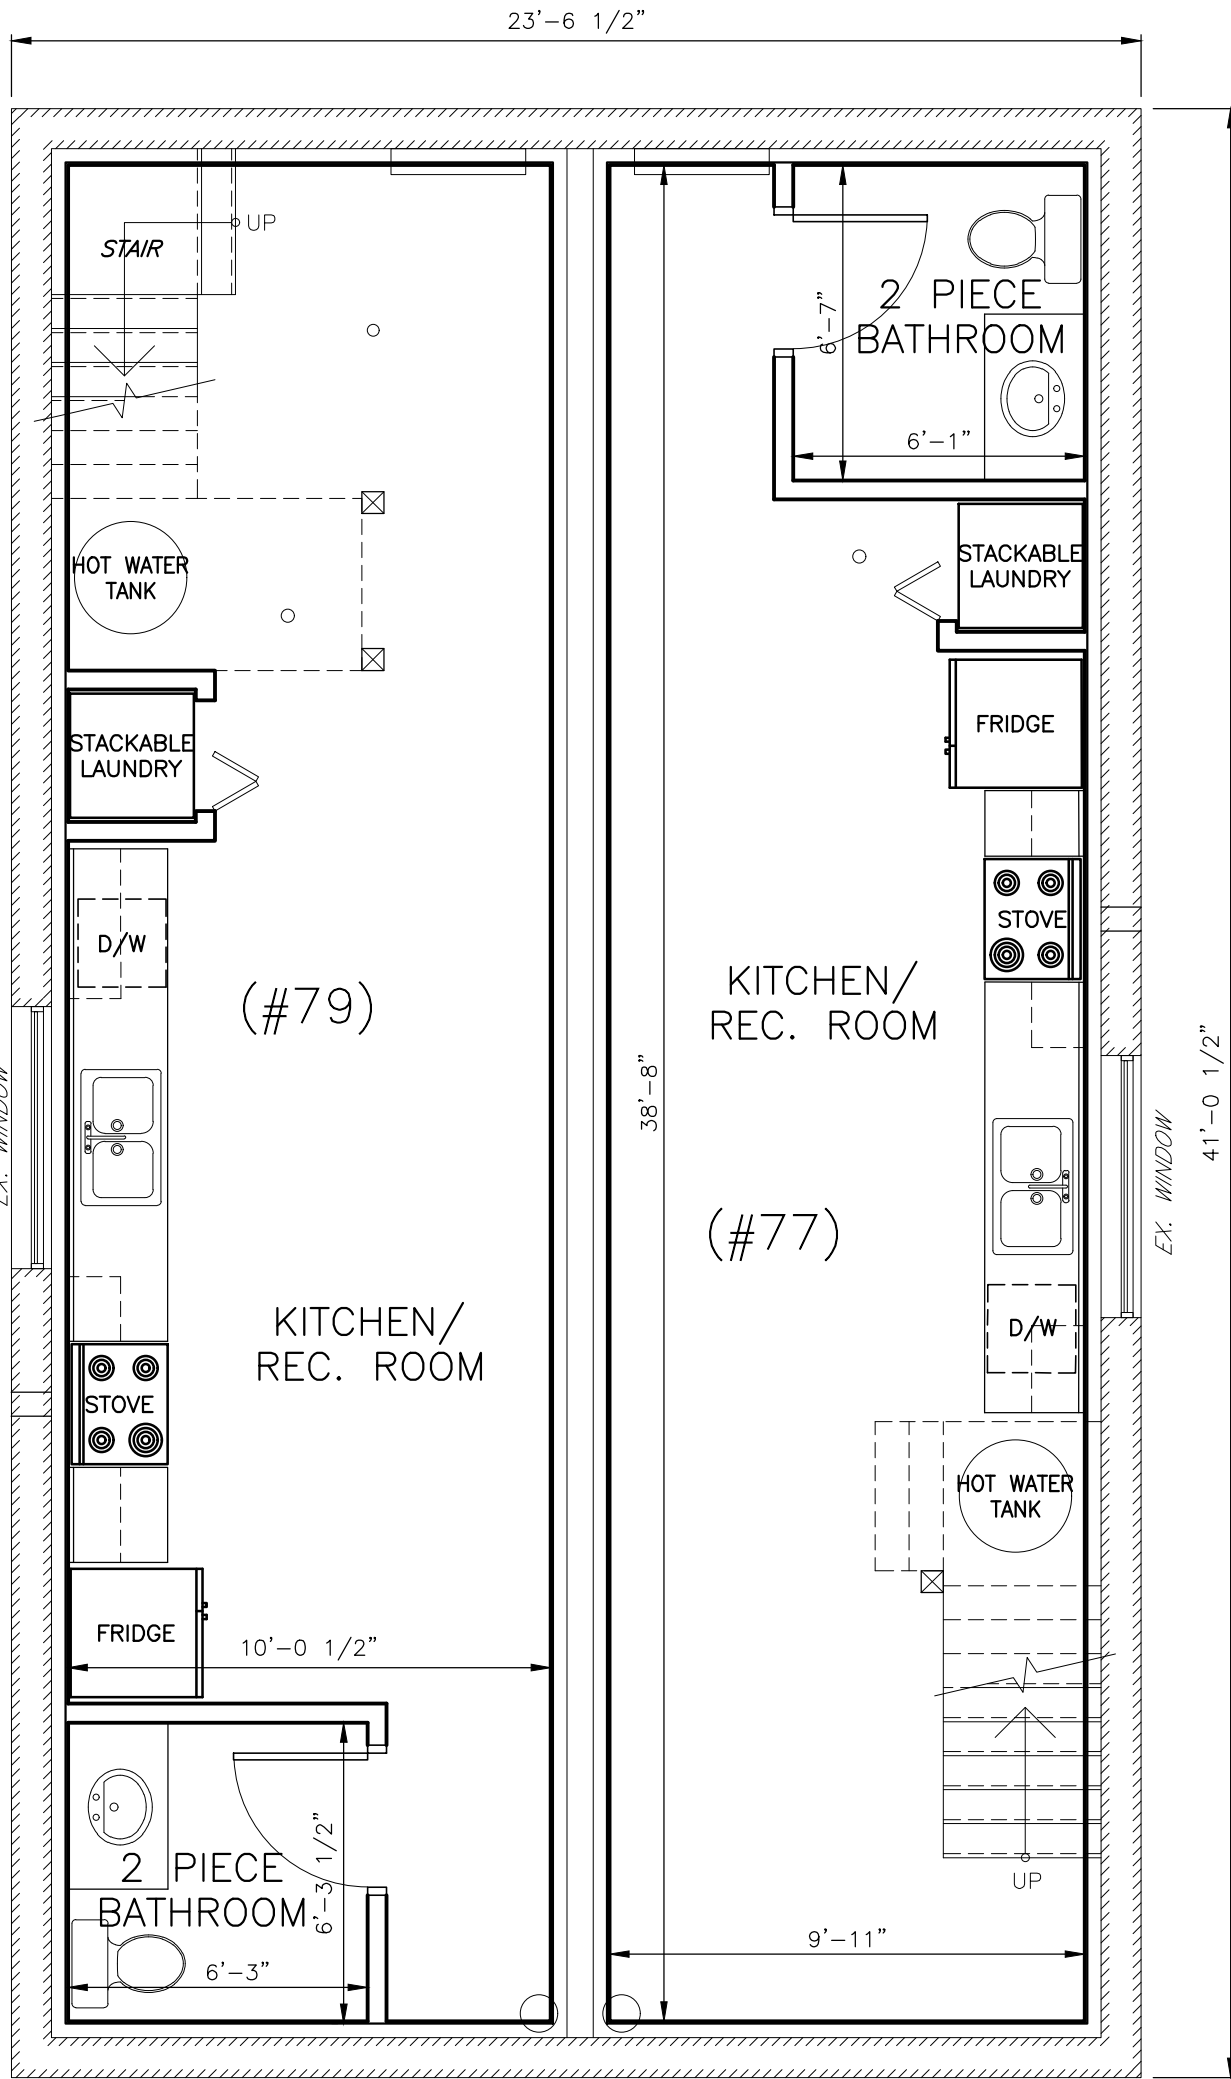 23'-6 1/2"
STAIR
UP
2 PIECE
BATHROOM
6'-7"
6'-1"
HOT WATER
TANK
STACKABLE
LAUNDRY
STACKABLE
LAUNDRY
FRIDGE
STOVE
D/W
(#79)
KITCHEN/
REC. ROOM
38'-8"
41'-0 1/2"
EX. WINDOW
EX. WINDOW
(#77)
D/W
KITCHEN/
REC. ROOM
STOVE
HOT WATER
TANK
FRIDGE
10'-0 1/2"
2 PIECE
BATHROOM
6'-3 1/2"
6'-3"
UP
9'-11"